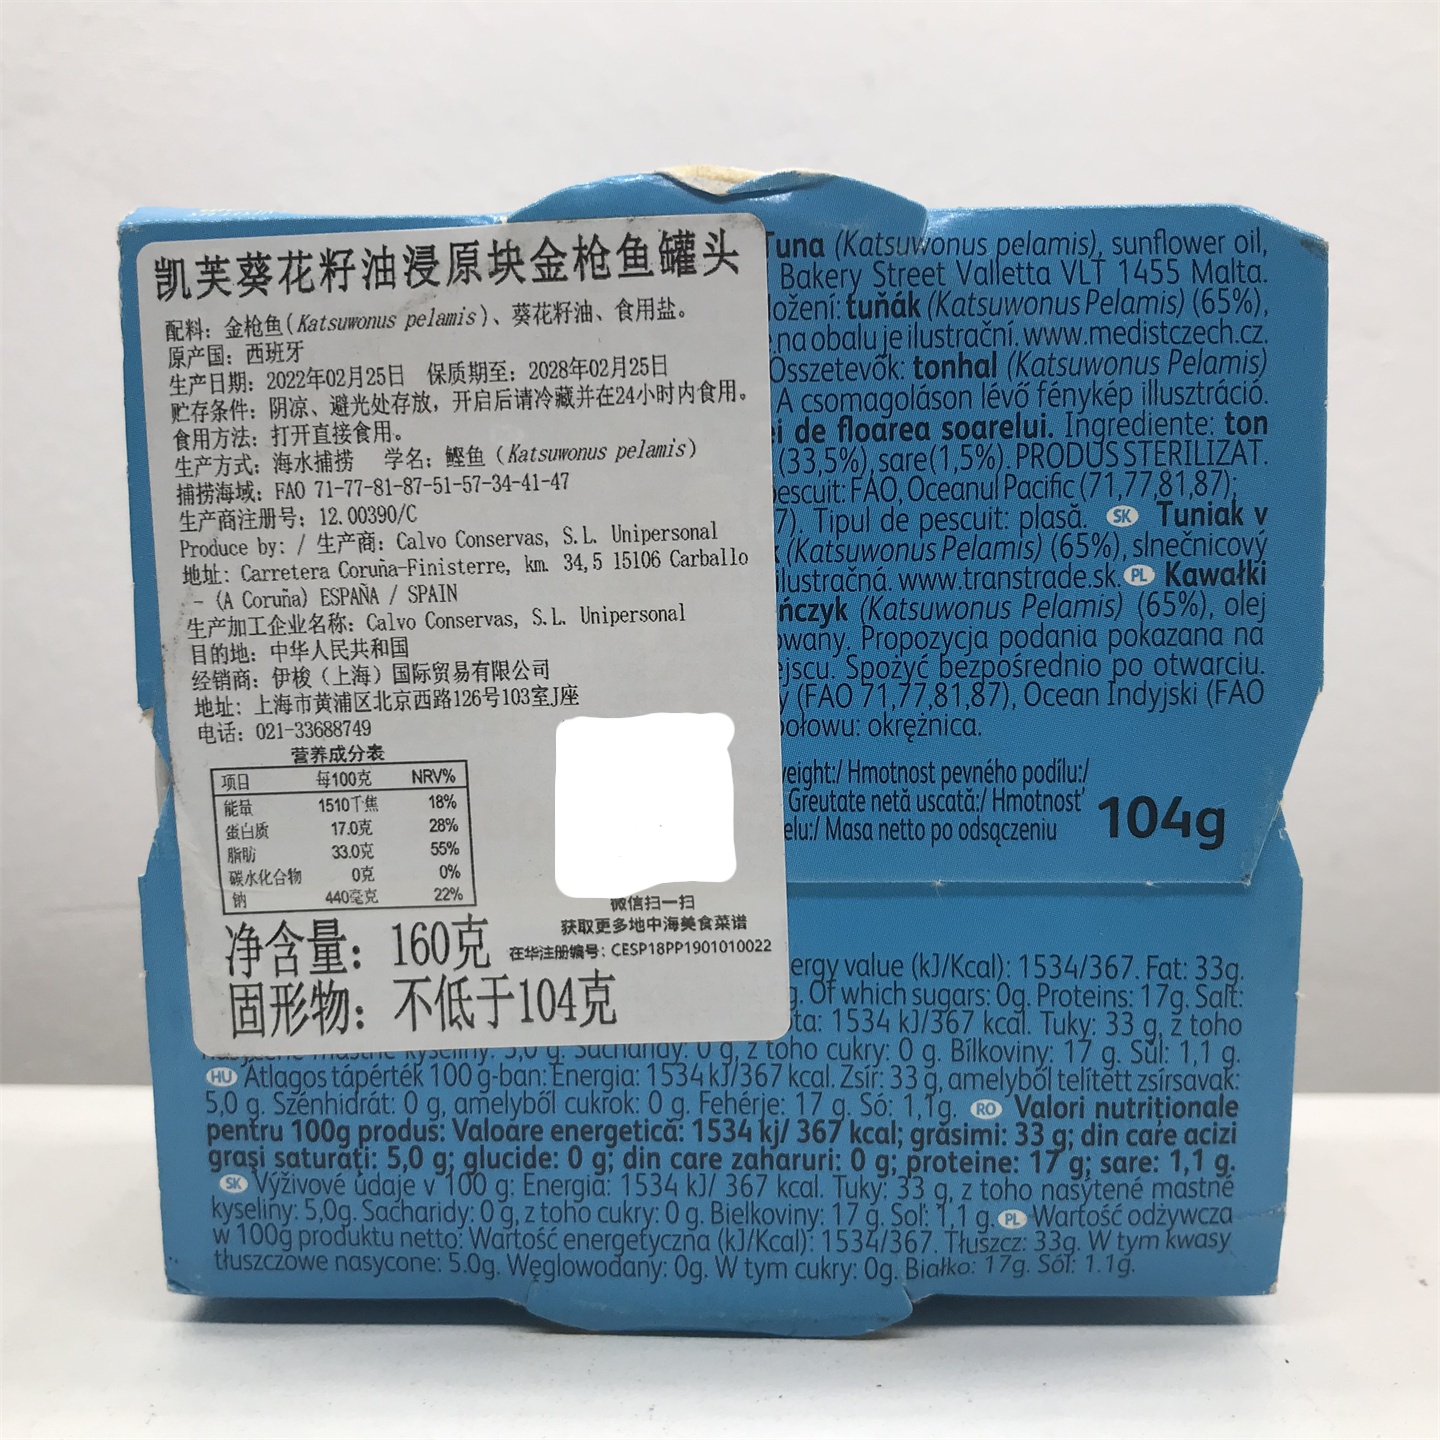 凯芙葵花籽油浸原块金枪鱼罐头
配料：金枪鱼(Katsuwonus pelamis)、葵花籽油、食用盐。
原产国：西班牙
生产日期：2022年02月25日 保质期至：2028年02月25日
贮存条件：阴凉、避光处存放，开启后请冷藏并在24小时内食用。
食用方法：打开直接食用。
生产方式：海水捕捞 学名：鲣鱼（Katsuwonus pelamis）
捕捞海域：FAO 71-77-81-87-51-57-34-41-47
生产商注册号：12.00390/C
Produce by: / 生产商：Calvo Conservas, S.L. Unipersonal
地址：Carretera Coruña-Finisterre, km. 34,5 15106 Carballo
- (A Coruña) ESPAÑA / SPAIN
生产加工企业名称：Calvo Conservas, S.L. Unipersonal
目的地：中华人民共和国
经销商：伊梭（上海）国际贸易有限公司
地址：上海市黄浦区北京西路126号103室J座
电话：021-33688749
营养成分表
项目 每100克 NRV%
能量 1510千焦 18%
蛋白质 17.0克 28%
脂肪 33.0克 55%
碳水化合物 0克 0%
钠 440毫克 22%
微信扫一扫
获取更多地中海美食菜谱
在华注册编号：CESP18PP1901010022
净含量：160克
固形物：不低于104克
Tuna (Katsuwonus pelamis), sunflower oil,
Bakery Street Valletta VLT 1455 Malta.
ložení: tuňák (Katsuwonus Pelamis) (65%),
na obalu je ilustrační. www.medistczech.cz.
Összetevők: tonhal (Katsuwonus Pelamis)
A csomagoláson lévő fénykép illusztráció.
ei de floarea soarelui. Ingrediente: ton
(33,5%), sare (1,5%). PRODUS STERILIZAT.
pescuit: FAO, Oceanul Pacific (71,77,81,87);
7). Tipul de pescuit: plasă. SK Tuniak v
(Katsuwonus Pelamis) (65%), slnečnicový
ilustračná. www.transtrade.sk. PL Kawałki
ńczyk (Katsuwonus Pelamis) (65%), olej
owany. Propozycja podania pokazana na
ejscu. Spożyć bezpośrednio po otwarciu.
(FAO 71,77,81,87), Ocean Indyjski (FAO
połowu: okrężnica.
weight:/ Hmotnost pevného podílu:/
Greutate netă uscată:/ Hmotnosť
elu:/ Masa netto po odsączeniu
104g
ergy value (kJ/Kcal): 1534/367. Fat: 33g.
g. Of which sugars: 0g. Proteins: 17g. Salt:
ta: 1534 kJ/367 kcal. Tuky: 33 g, z toho
kyseliny: 5,0 g. Sacharidy: 0 g, z toho cukry: 0 g. Bílkoviny: 17 g. Sůl: 1,1 g.
HU Átlagos tápérték 100 g-ban: Energia: 1534 kJ/367 kcal. Zsír: 33 g, amelyből telített zsírsavak:
5,0 g. Szénhidrát: 0 g, amelyből cukrok: 0 g. Fehérje: 17 g. Só: 1,1g. RO Valori nutriționale
pentru 100g produs: Valoare energetică: 1534 kj/ 367 kcal; grăsimi: 33 g; din care acizi
grași saturați: 5,0 g; glucide: 0 g; din care zaharuri: 0 g; proteine: 17 g; sare: 1,1 g.
SK Výživové údaje v 100 g: Energia: 1534 kJ/ 367 kcal. Tuky: 33 g, z toho nasýtené mastné
kyseliny: 5,0g. Sacharidy: 0 g, z toho cukry: 0 g. Bielkoviny: 17 g. Soľ: 1,1 g. PL Wartość odżywcza
w 100g produktu netto: Wartość energetyczna (kJ/Kcal): 1534/367. Tłuszcz: 33g. W tym kwasy
tłuszczowe nasycone: 5.0g. Węglowodany: 0g. W tym cukry: 0g. Białko: 17g. Sól: 1.1g.